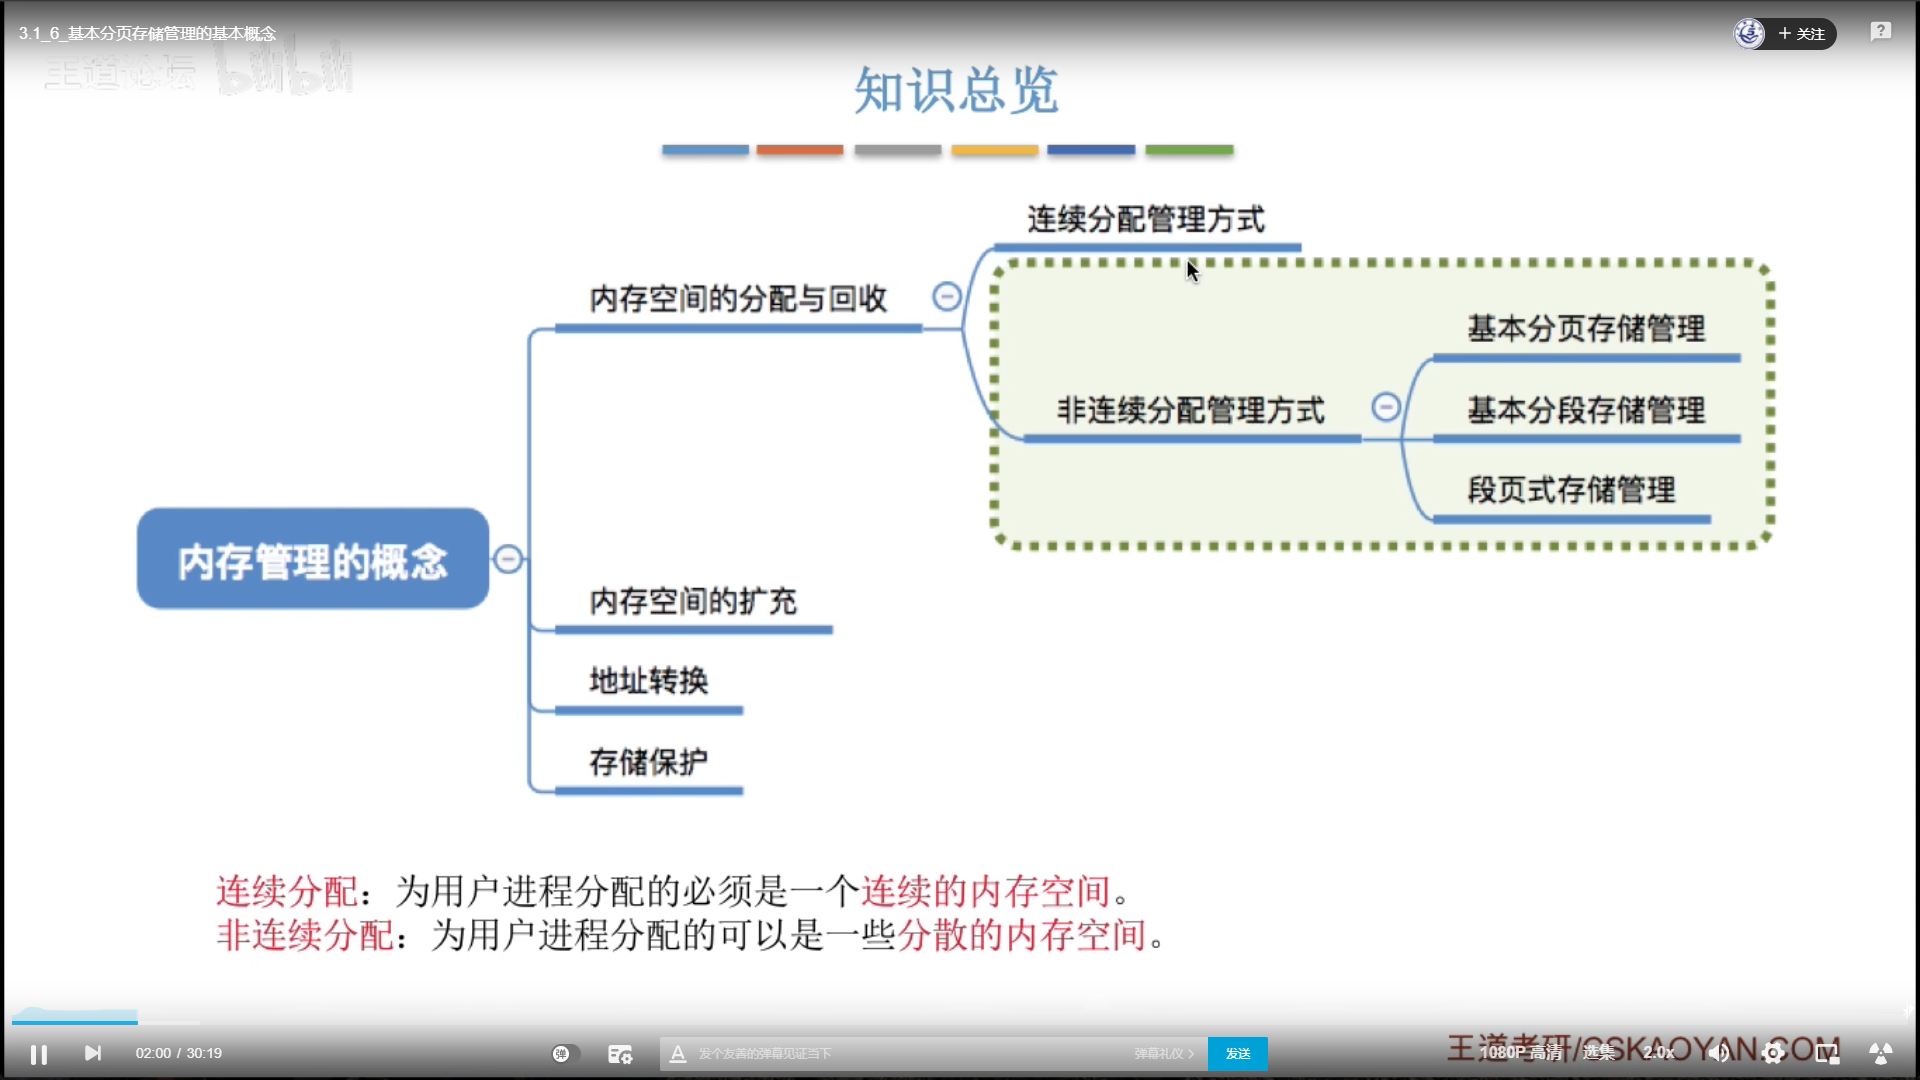 3.1_6_基本分页存储管理的基本概念
+ 关注
王道论坛 bilibili
知识总览
连续分配管理方式
内存空间的分配与回收
基本分页存储管理
非连续分配管理方式
基本分段存储管理
段页式存储管理
内存管理的概念
内存空间的扩充
地址转换
存储保护
连续分配：为用户进程分配的必须是一个连续的内存空间。
非连续分配：为用户进程分配的可以是一些分散的内存空间。
02:00 / 30:19
弹
发个友善的弹幕见证当下
弹幕礼仪 >
发送
王道考研/CSKAOYAN.COM
1080P 高清
选集
2.0x